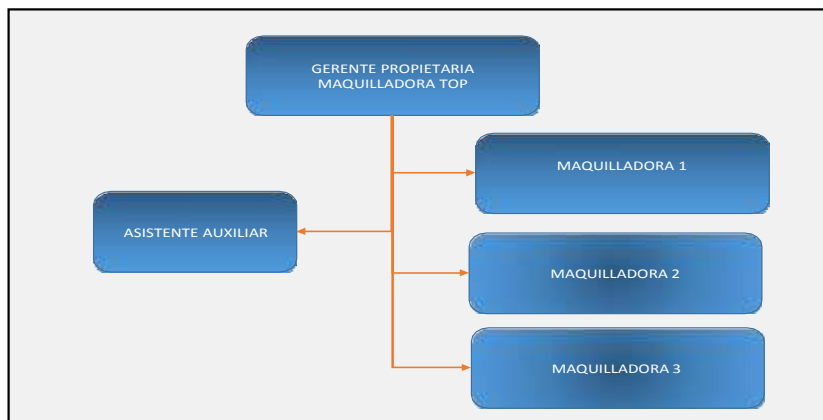 GERENTE PROPIETARIA
MAQUILLADORA TOP
MAQUILLADORA 1
ASISTENTE AUXILIAR
MAQUILLADORA 2
MAQUILLADORA 3